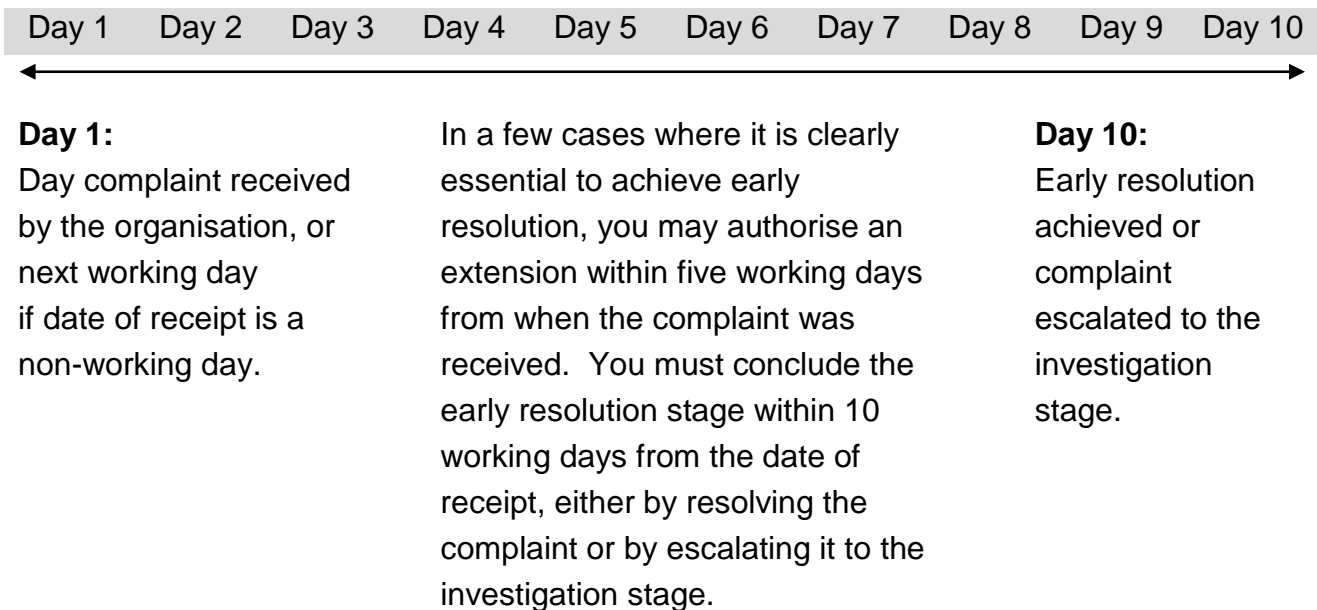 Day 1 Day 2 Day 3 Day 4 Day 5 Day 6 Day 7 Day 8 Day 9 Day 10
Day 1:
Day complaint received
by the organisation, or
next working day
if date of receipt is a
non-working day.
In a few cases where it is clearly
essential to achieve early
resolution, you may authorise an
extension within five working days
from when the complaint was
received.  You must conclude the
early resolution stage within 10
working days from the date of
receipt, either by resolving the
complaint or by escalating it to the
investigation stage.
Day 10:
Early resolution
achieved or
complaint
escalated to the
investigation
stage.